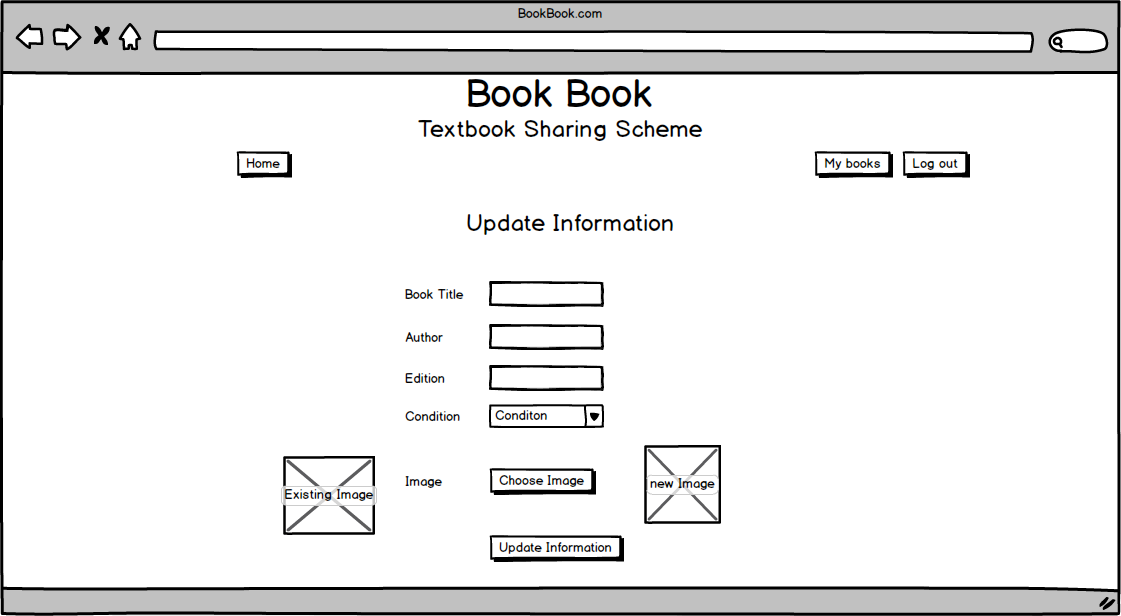 BookBook.com
Book Book
Textbook Sharing Scheme
Home
My books
Log out
Update Information
Book Title
Author
Edition
Condition
Conditon
Existing Image
Image
Choose Image
new Image
Update Information